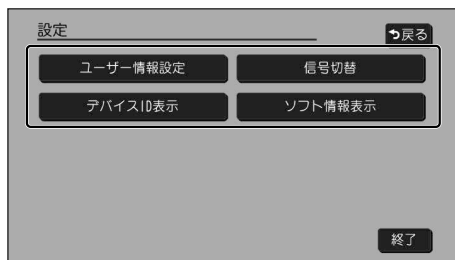 設定
戻る
ユーザー情報設定
信号切替
デバイスID表示
ソフト情報表示
終了